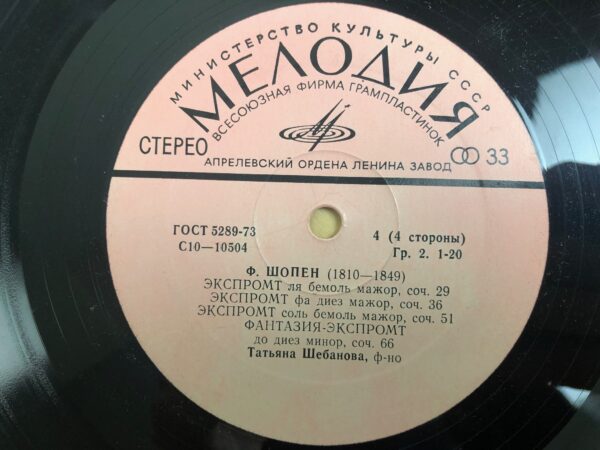 МИНИСТЕРСТВО КУЛЬТУРЫ СССР
МЕЛОДИЯ
ВСЕСОЮЗНАЯ ФИРМА ГРАМПЛАСТИНОК
СТЕРЕО
33
АПРЕЛЕВСКИЙ ОРДЕНА ЛЕНИНА ЗАВОД
ГОСТ 5289-73
4 (4 стороны)
С10—10504
Гр. 2. 1-20
Ф. ШОПЕН (1810—1849)
ЭКСПРОМТ ля бемоль мажор, соч. 29
ЭКСПРОМТ фа диез мажор, соч. 36
ЭКСПРОМТ соль бемоль мажор, соч. 51
ФАНТАЗИЯ-ЭКСПРОМТ
до диез минор, соч. 66
Татьяна Шебанова, ф-но